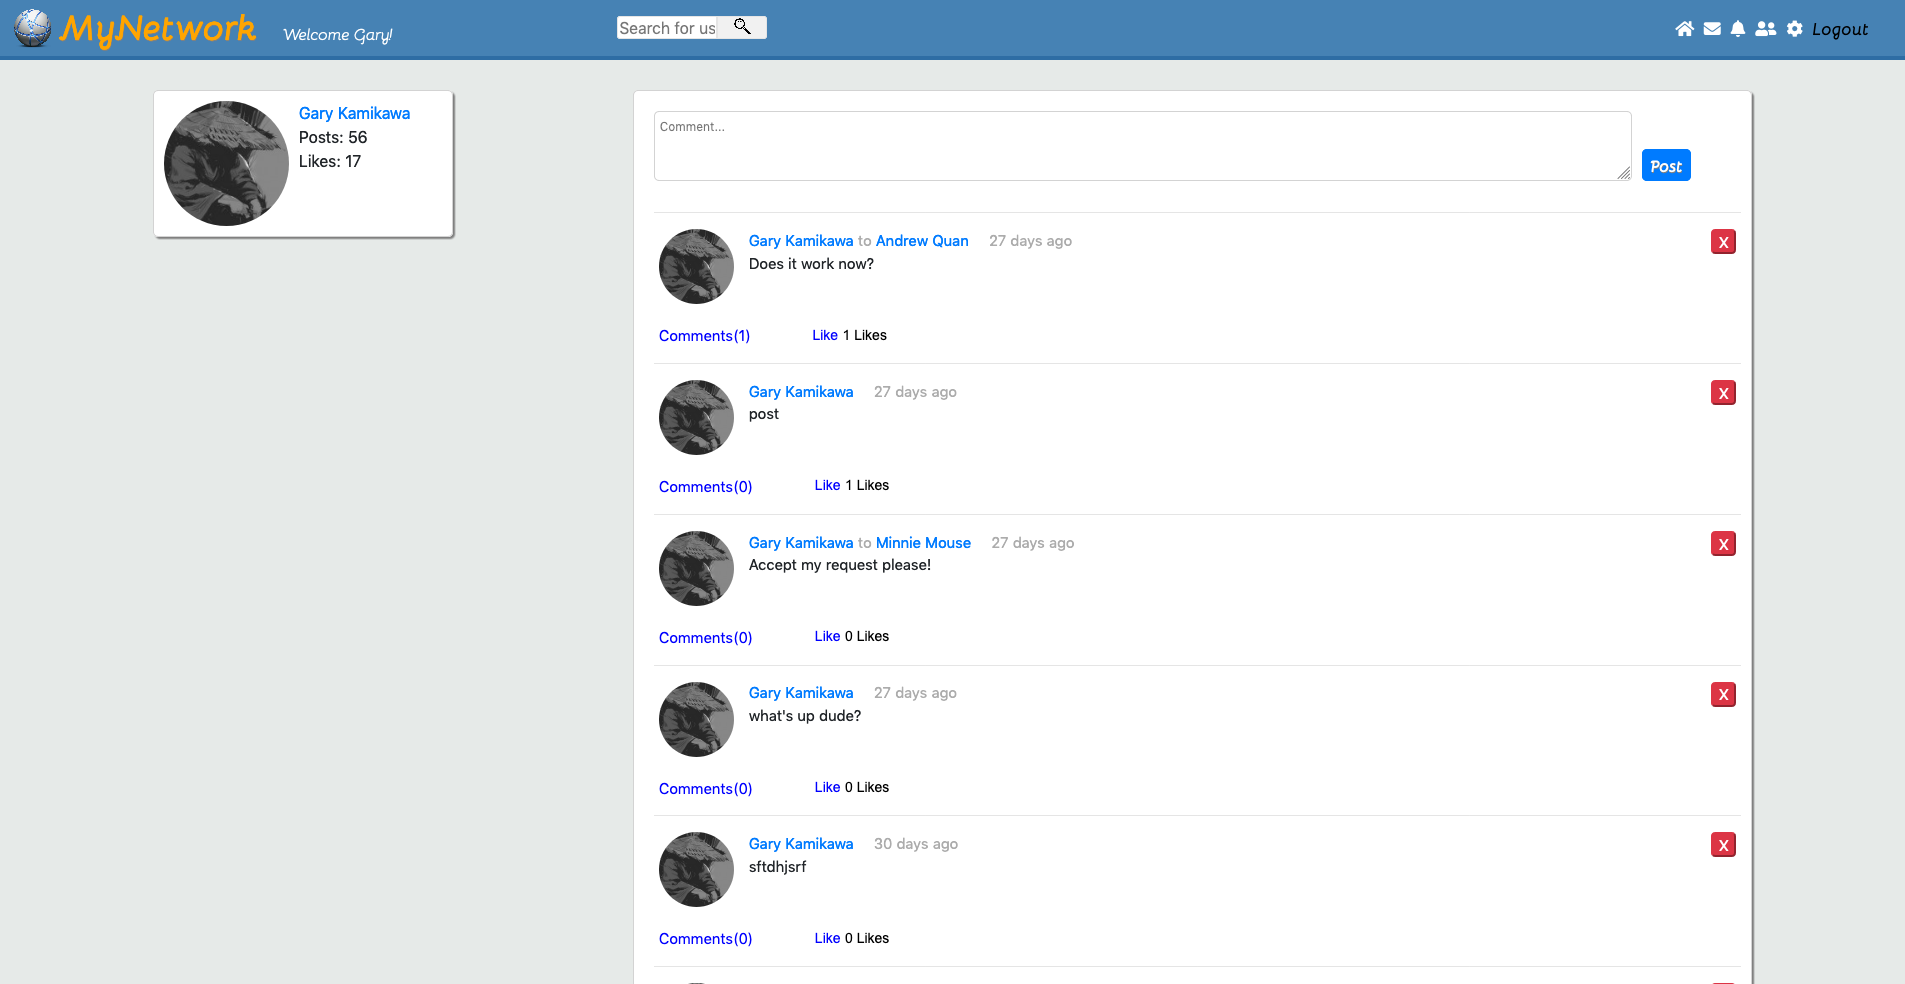 MyNetwork Welcome Gary! Search for us Logout
Gary Kamikawa
Posts: 56
Likes: 17
Comment...
Post
Gary Kamikawa to Andrew Quan 27 days ago X
Does it work now?
Comments(1) Like 1 Likes
Gary Kamikawa 27 days ago X
post
Comments(0) Like 1 Likes
Gary Kamikawa to Minnie Mouse 27 days ago X
Accept my request please!
Comments(0) Like 0 Likes
Gary Kamikawa 27 days ago X
what's up dude?
Comments(0) Like 0 Likes
Gary Kamikawa 30 days ago X
sftdhjsrf
Comments(0) Like 0 Likes